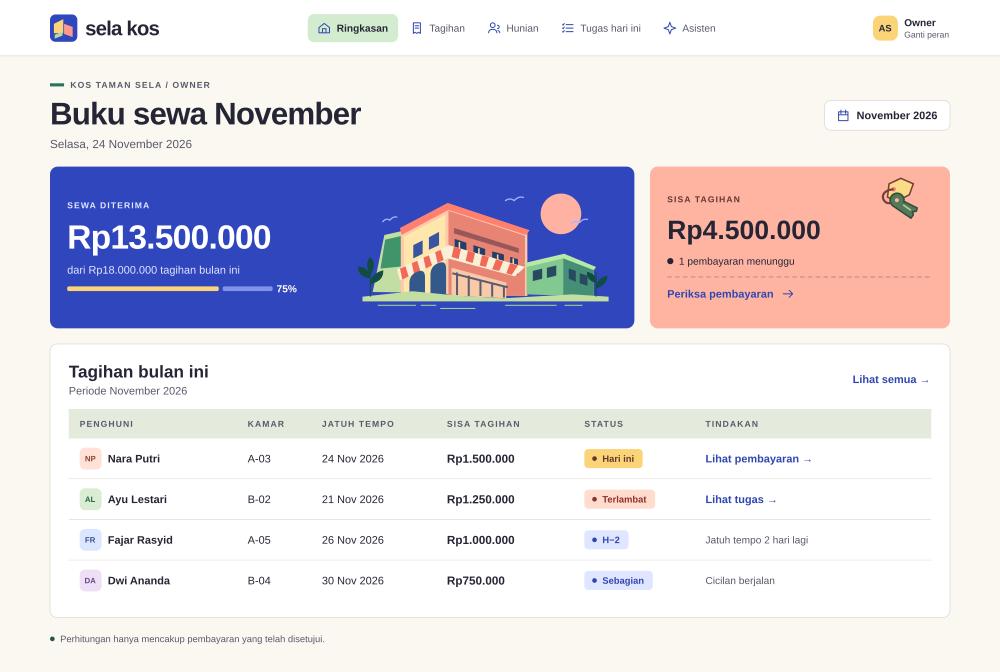 sela kos
Ringkasan
Tagihan
Hunian
Tugas hari ini
Asisten
AS
Owner
Ganti peran
KOS TAMAN SELA / OWNER
Buku sewa November
Selasa, 24 November 2026
November 2026
SEWA DITERIMA
Rp13.500.000
dari Rp18.000.000 tagihan bulan ini
75%
SISA TAGIHAN
Rp4.500.000
1 pembayaran menunggu
Periksa pembayaran →
Tagihan bulan ini
Periode November 2026
Lihat semua →
PENGHUNI KAMAR JATUH TEMPO SISA TAGIHAN STATUS TINDAKAN
NP Nara Putri A-03 24 Nov 2026 Rp1.500.000 Hari ini Lihat pembayaran →
AL Ayu Lestari B-02 21 Nov 2026 Rp1.250.000 Terlambat Lihat tugas →
FR Fajar Rasyid A-05 26 Nov 2026 Rp1.000.000 H−2 Jatuh tempo 2 hari lagi
DA Dwi Ananda B-04 30 Nov 2026 Rp750.000 Sebagian Cicilan berjalan
Perhitungan hanya mencakup pembayaran yang telah disetujui.